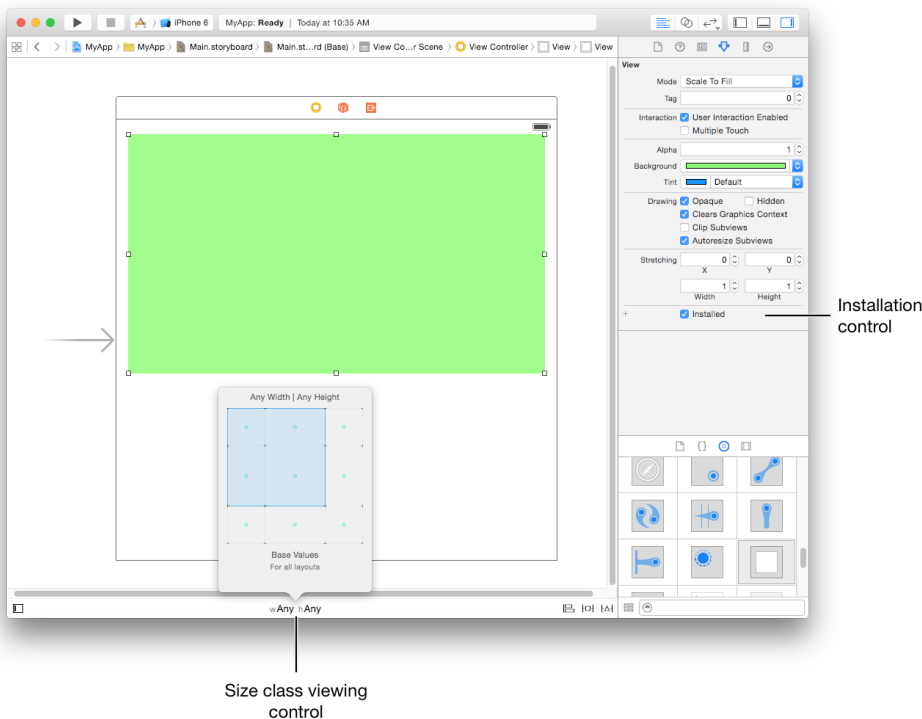 iPhone 6
MyApp: Ready | Today at 10:35 AM
MyApp
MyApp
Main.storyboard
Main.st...rd (Base)
View Co...r Scene
View Controller
View
View
View
Mode Scale To Fill
Tag 0
Interaction User Interaction Enabled
Multiple Touch
Alpha 1
Background
Tint Default
Drawing Opaque Hidden
Clears Graphics Context
Clip Subviews
Autoresize Subviews
Stretching 0 0
X Y
1 1
Width Height
+ Installed
Installation
control
Any Width | Any Height
Base Values
For all layouts
wAny hAny
Size class viewing
control